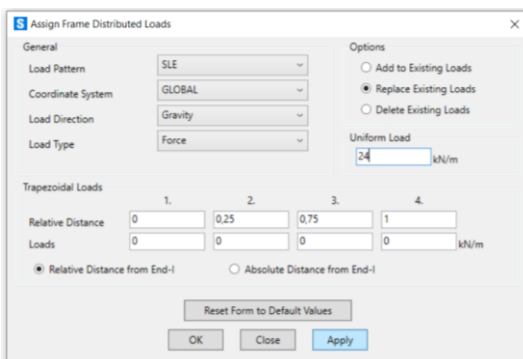 S Assign Frame Distributed Loads
General
Load Pattern SLE
Coordinate System GLOBAL
Load Direction Gravity
Load Type Force
Options
Add to Existing Loads
Replace Existing Loads
Delete Existing Loads
Uniform Load
24 kN/m
Trapezoidal Loads
1. 2. 3. 4.
Relative Distance 0 0,25 0,75 1
Loads 0 0 0 0 kN/m
Relative Distance from End-I Absolute Distance from End-I
Reset Form to Default Values
OK Close Apply